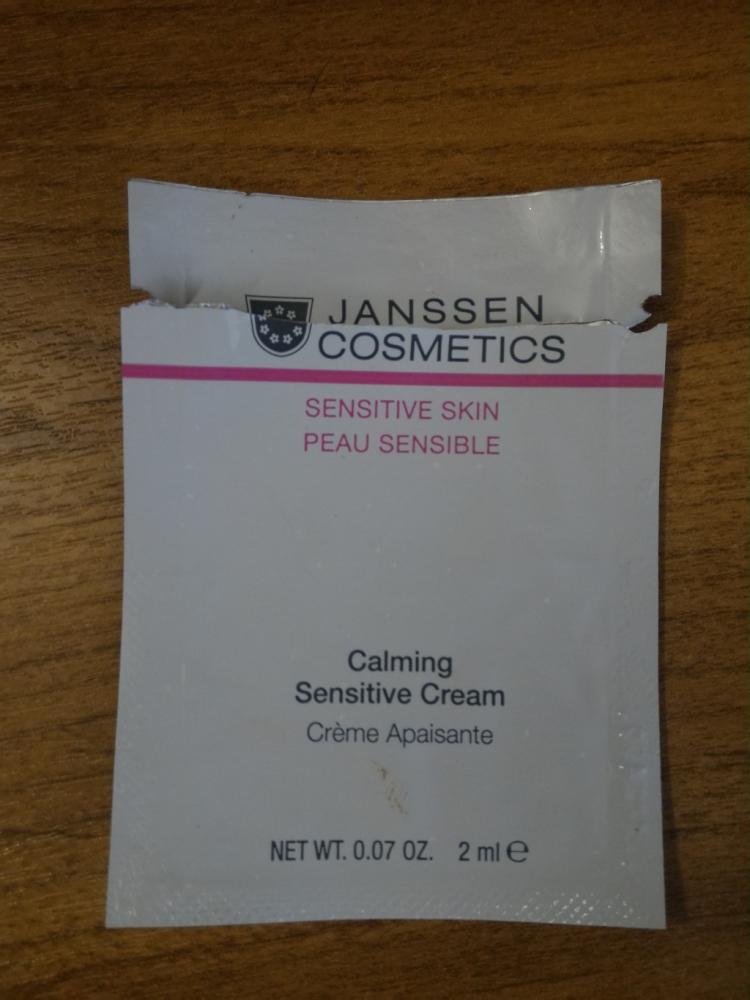 JANSSEN
COSMETICS
SENSITIVE SKIN
PEAU SENSIBLE
Calming
Sensitive Cream
Crème Apaisante
NET WT. 0.07 OZ. 2 ml ℮